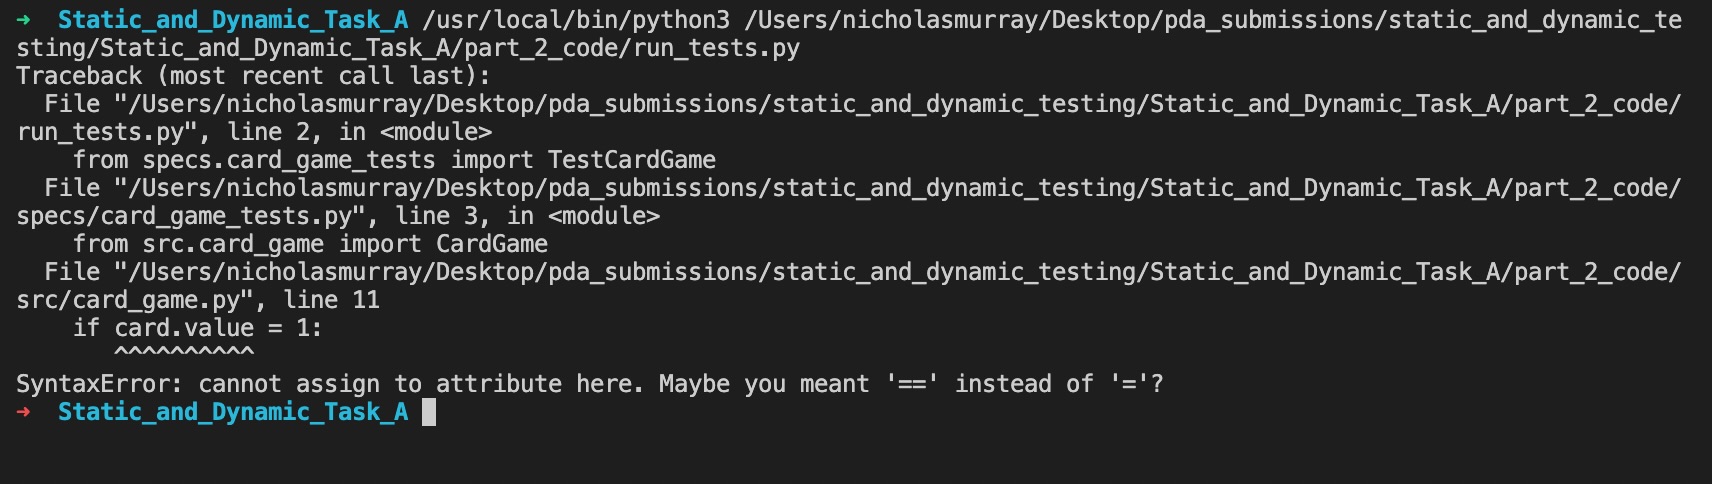 ➜  Static_and_Dynamic_Task_A /usr/local/bin/python3 /Users/nicholasmurray/Desktop/pda_submissions/static_and_dynamic_te
sting/Static_and_Dynamic_Task_A/part_2_code/run_tests.py
Traceback (most recent call last):
  File "/Users/nicholasmurray/Desktop/pda_submissions/static_and_dynamic_testing/Static_and_Dynamic_Task_A/part_2_code/
run_tests.py", line 2, in <module>
    from specs.card_game_tests import TestCardGame
  File "/Users/nicholasmurray/Desktop/pda_submissions/static_and_dynamic_testing/Static_and_Dynamic_Task_A/part_2_code/
specs/card_game_tests.py", line 3, in <module>
    from src.card_game import CardGame
  File "/Users/nicholasmurray/Desktop/pda_submissions/static_and_dynamic_testing/Static_and_Dynamic_Task_A/part_2_code/
src/card_game.py", line 11
    if card.value = 1:
       ^^^^^^^^^^
SyntaxError: cannot assign to attribute here. Maybe you meant '==' instead of '='?
➜  Static_and_Dynamic_Task_A